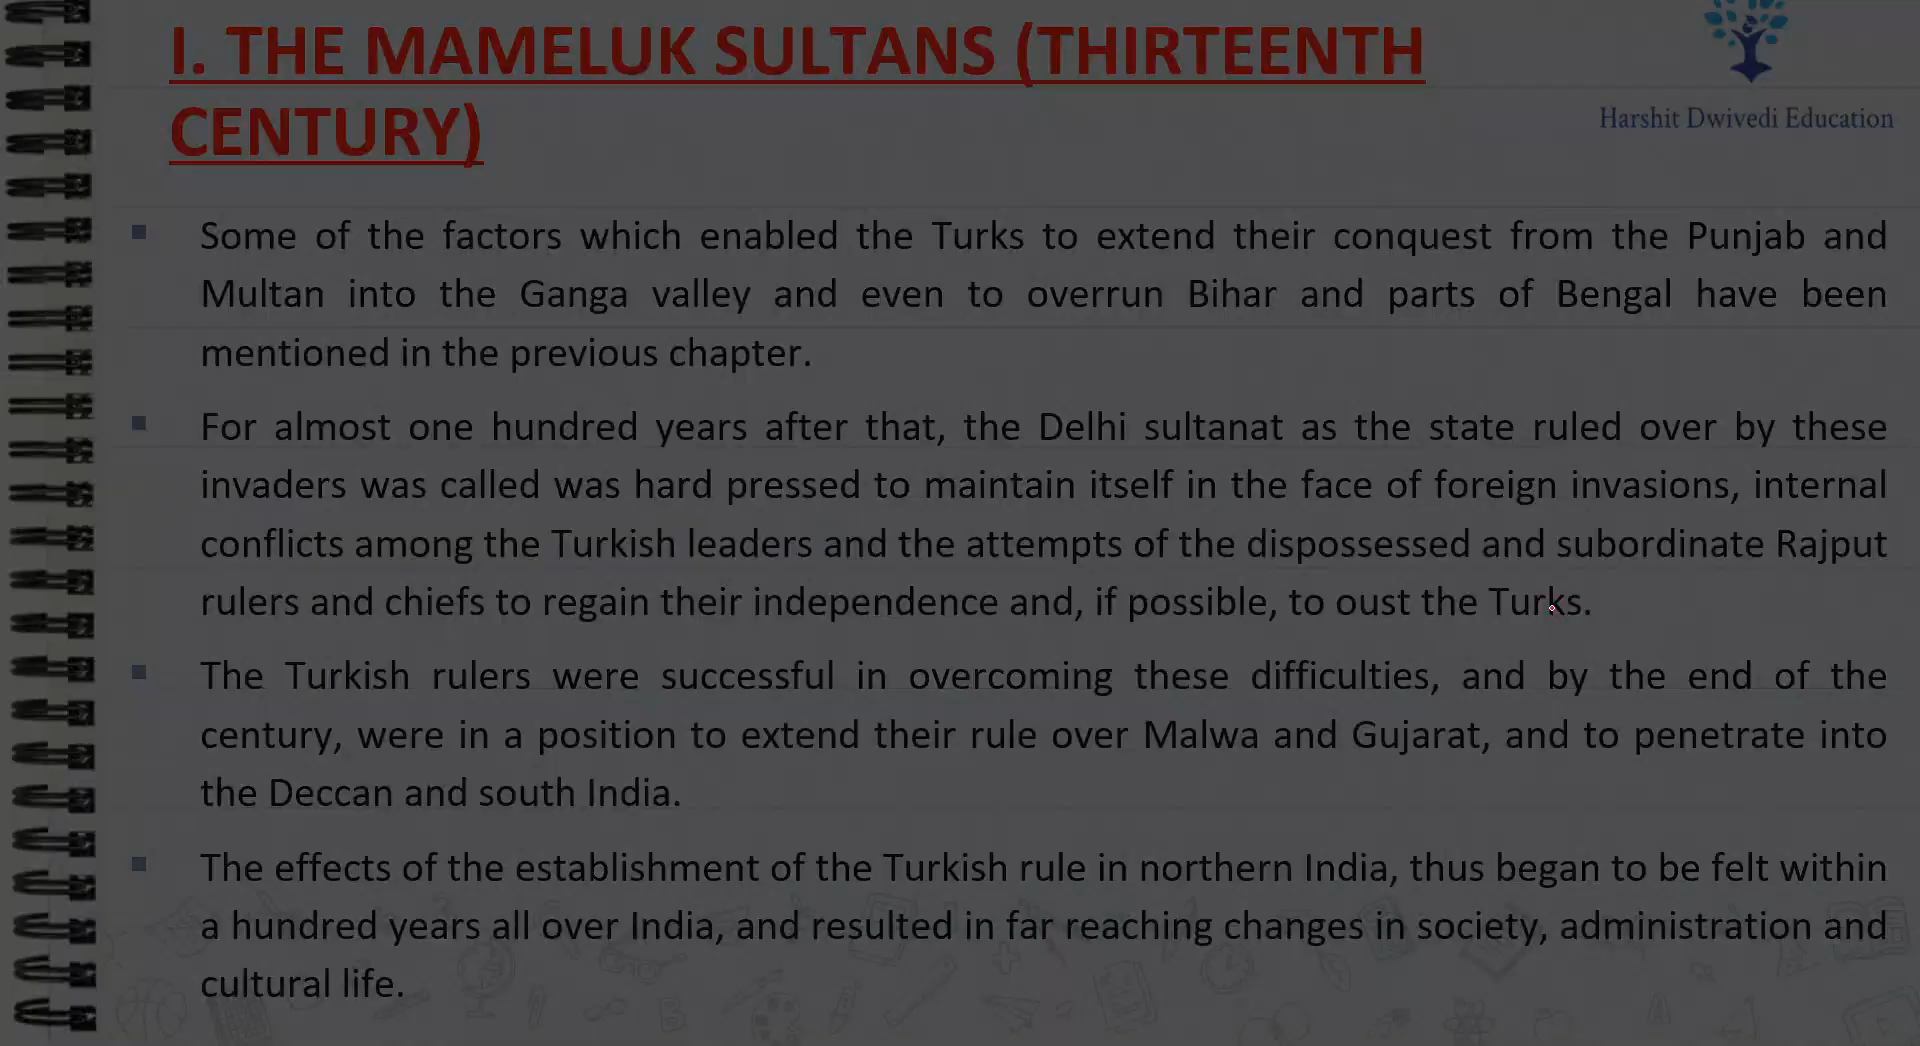 I. THE MAMELUK SULTANS (THIRTEENTH
CENTURY)
Harshit Dwivedi Education
Some of the factors which enabled the Turks to extend their conquest from the Punjab and
Multan into the Ganga valley and even to overrun Bihar and parts of Bengal have been
mentioned in the previous chapter.
For almost one hundred years after that, the Delhi sultanat as the state ruled over by these
invaders was called was hard pressed to maintain itself in the face of foreign invasions, internal
conflicts among the Turkish leaders and the attempts of the dispossessed and subordinate Rajput
rulers and chiefs to regain their independence and, if possible, to oust the Turks.
The Turkish rulers were successful in overcoming these difficulties, and by the end of the
century, were in a position to extend their rule over Malwa and Gujarat, and to penetrate into
the Deccan and south India.
The effects of the establishment of the Turkish rule in northern India, thus began to be felt within
a hundred years all over India, and resulted in far reaching changes in society, administration and
cultural life.